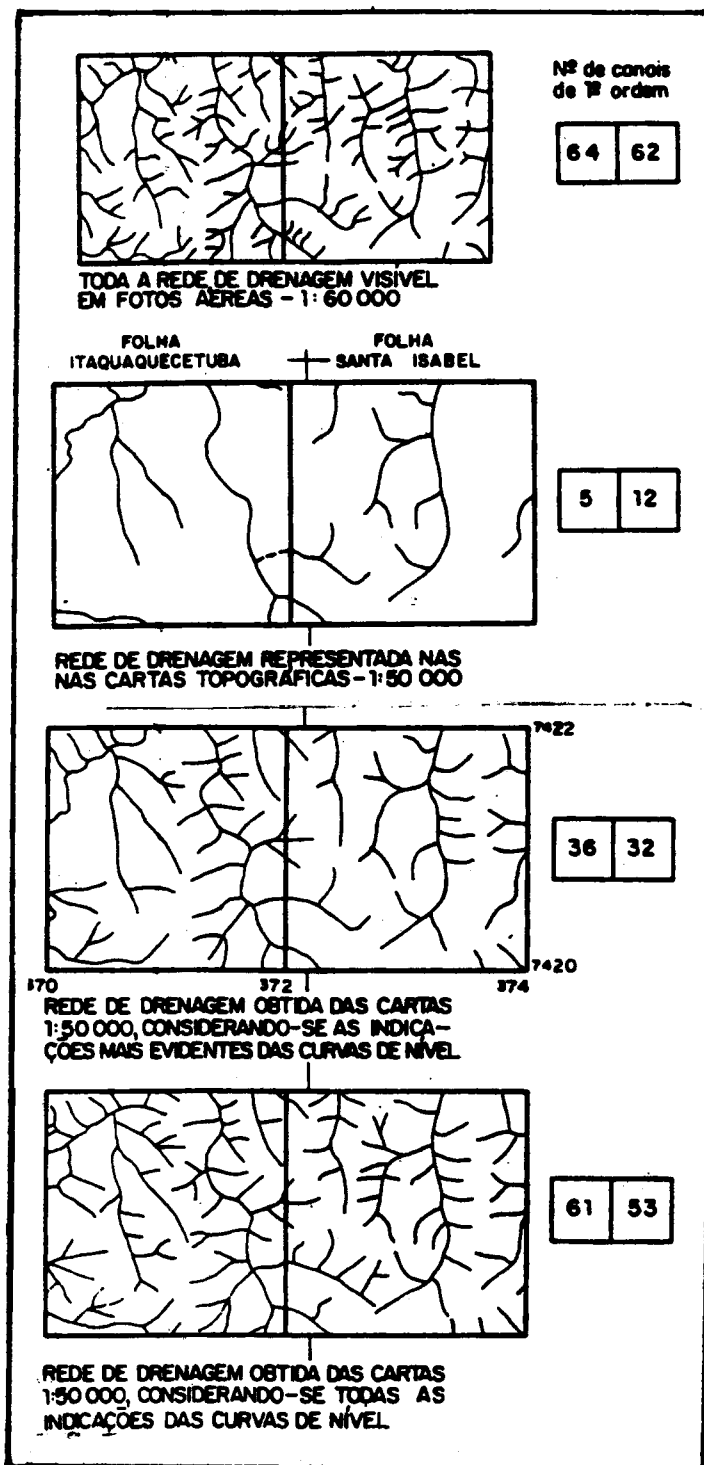 Nº de canais
de 1ª ordem
64 62
TODA A REDE DE DRENAGEM VISÍVEL
EM FOTOS AÉREAS - 1:60 000
FOLHA
ITAQUAQUECETUBA
FOLHA
SANTA ISABEL
5 12
REDE DE DRENAGEM REPRESENTADA NAS
NAS CARTAS TOPOGRÁFICAS - 1:50 000
7422
36 32
7420
370 372 374
REDE DE DRENAGEM OBTIDA DAS CARTAS
1:50 000, CONSIDERANDO-SE AS INDICA-
ÇÕES MAIS EVIDENTES DAS CURVAS DE NÍVEL
61 53
REDE DE DRENAGEM OBTIDA DAS CARTAS
1:50 000, CONSIDERANDO-SE TODAS AS
INDICAÇÕES DAS CURVAS DE NÍVEL